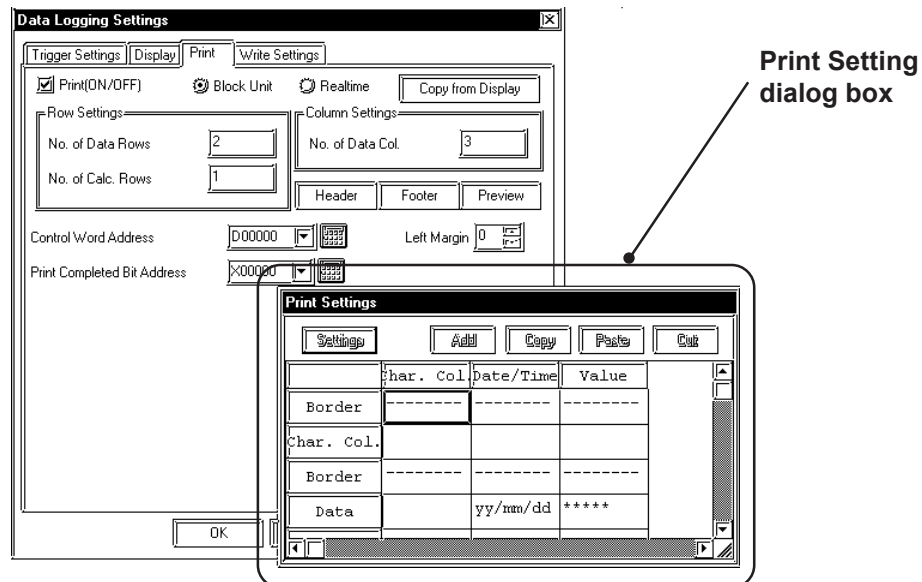 Data Logging Settings
Trigger Settings Display Print Write Settings
Print(ON/OFF) Block Unit Realtime Copy from Display
Row Settings Column Settings
No. of Data Rows 2 No. of Data Col. 3
No. of Calc. Rows 1
Header Footer Preview
Control Word Address D00000 Left Margin 0
Print Completed Bit Address X00000
OK
Print Setting
dialog box
Print Settings
Settings Add Copy Paste Cut
Char. Col. Date/Time Value
Border -------- -------- --------
Char. Col.
Border -------- -------- --------
Data yy/mm/dd *****